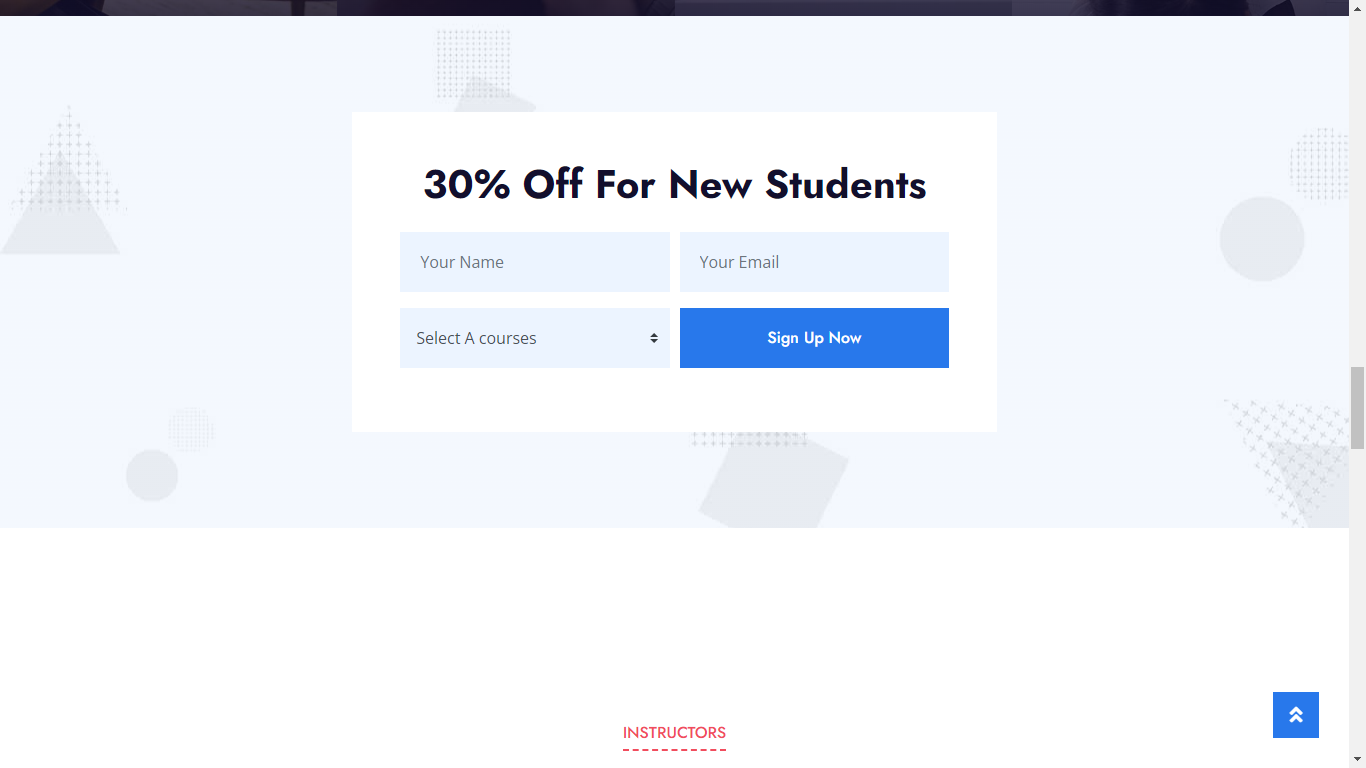 30% Off For New Students
Your Name
Your Email
Select A courses
Sign Up Now
INSTRUCTORS